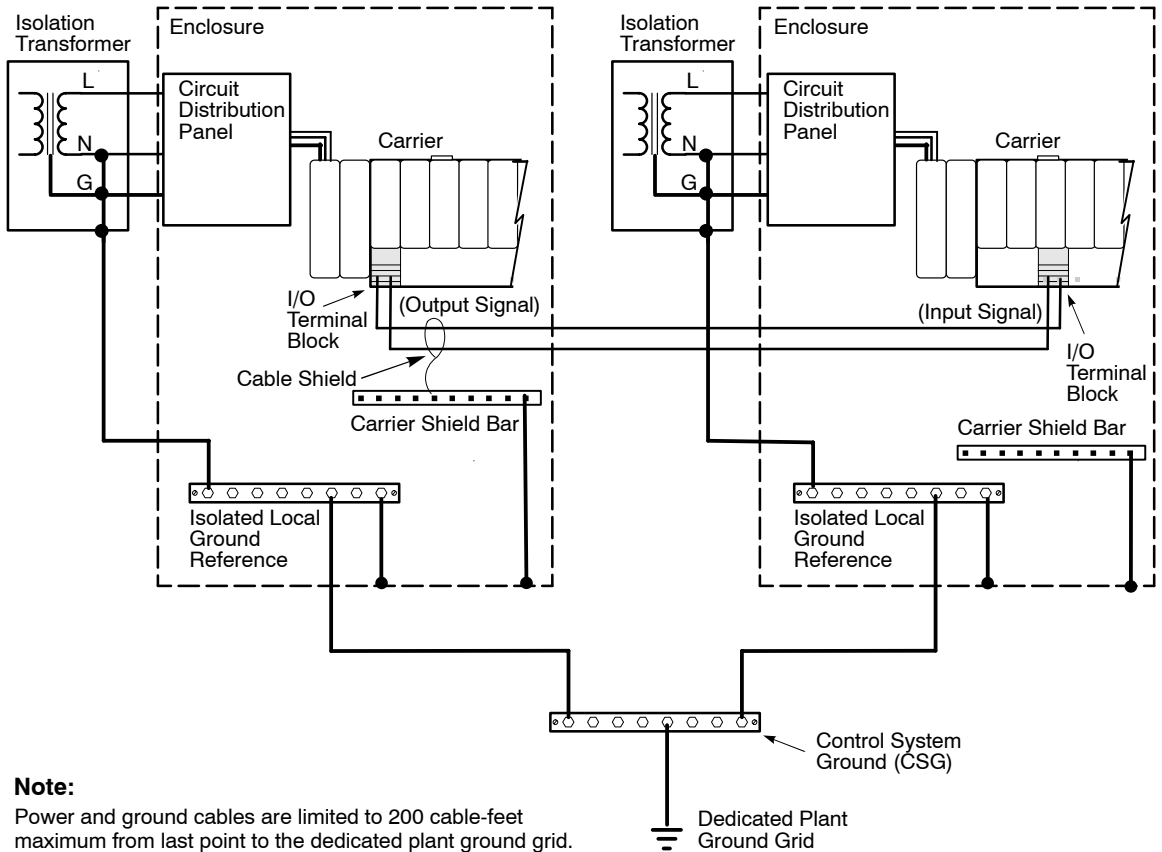 Isolation
Transformer
Enclosure
L
N
G
Circuit
Distribution
Panel
Carrier
I/O
Terminal
Block
(Output Signal)
Cable Shield
Carrier Shield Bar
Isolated Local
Ground
Reference
Isolation
Transformer
Enclosure
L
N
G
Circuit
Distribution
Panel
Carrier
(Input Signal)
I/O
Terminal
Block
Carrier Shield Bar
Isolated Local
Ground
Reference
Control System
Ground (CSG)
Dedicated Plant
Ground Grid
Note:
Power and ground cables are limited to 200 cable-feet
maximum from last point to the dedicated plant ground grid.